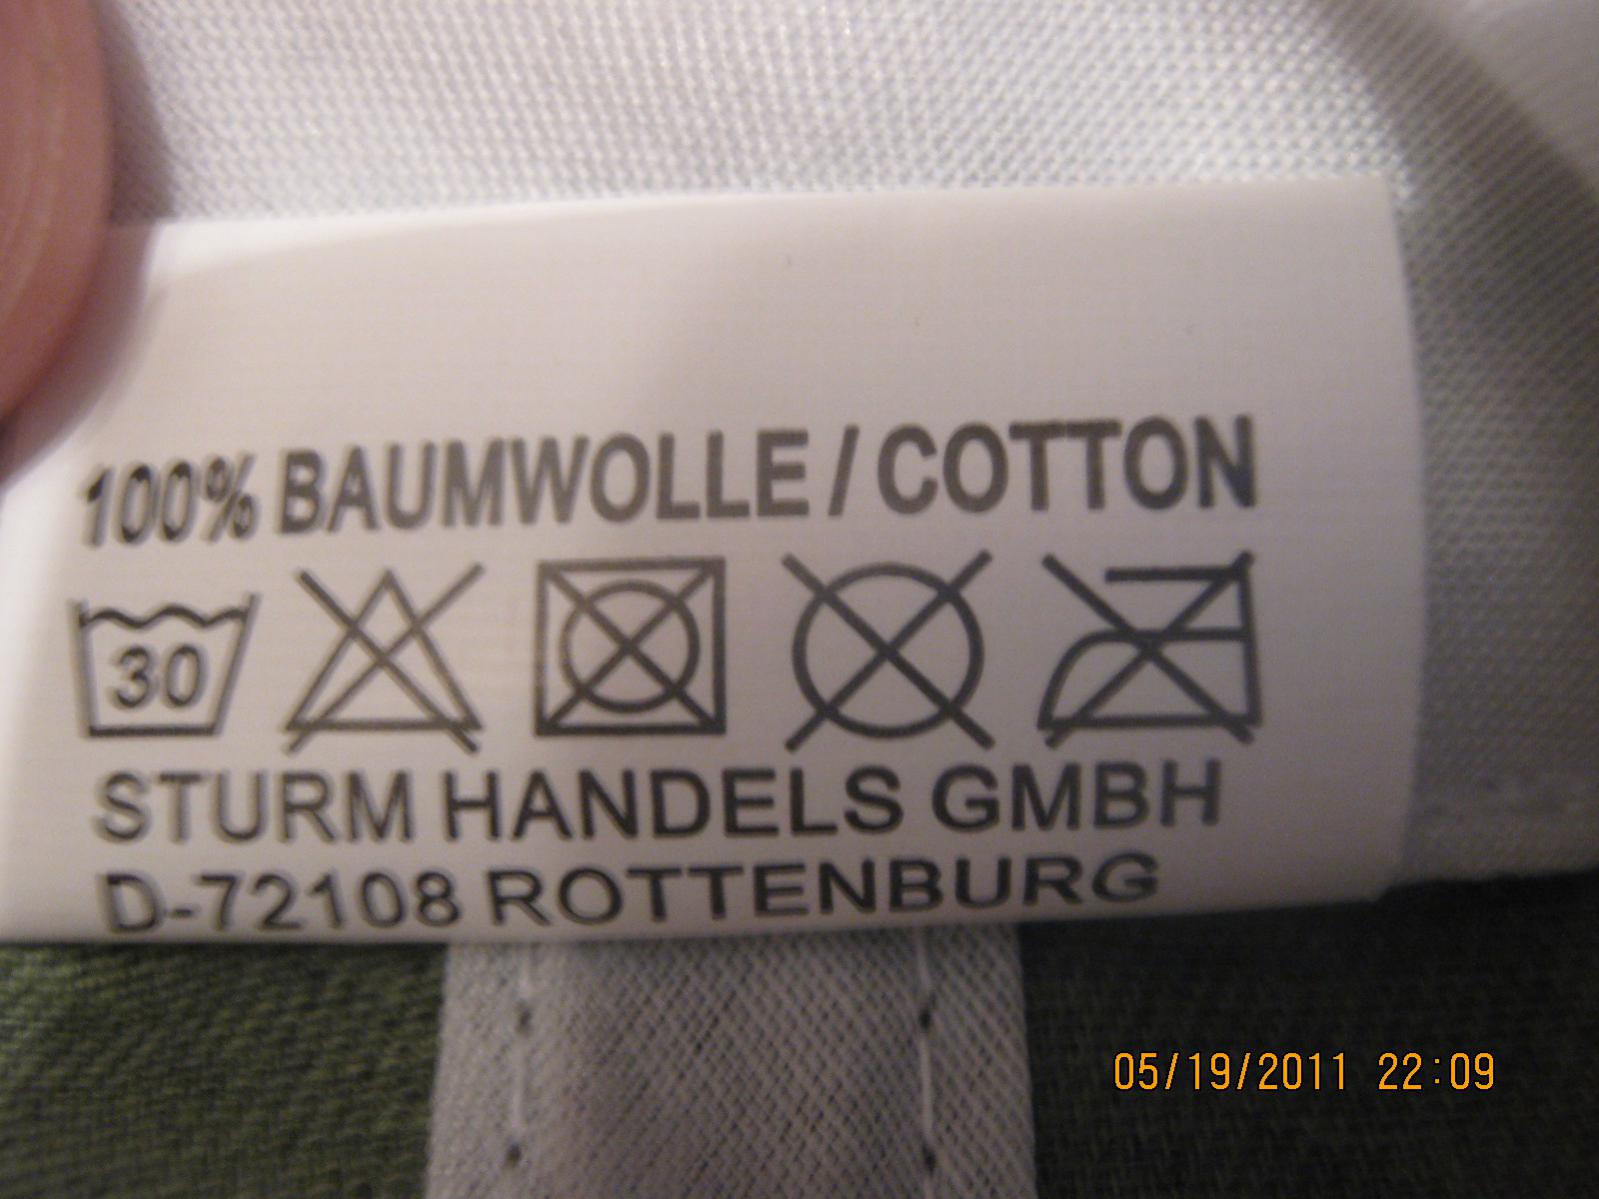 100% BAUMWOLLE / COTTON
30
STURM HANDELS GMBH
D-72108 ROTTENBURG
05/19/2011 22:09